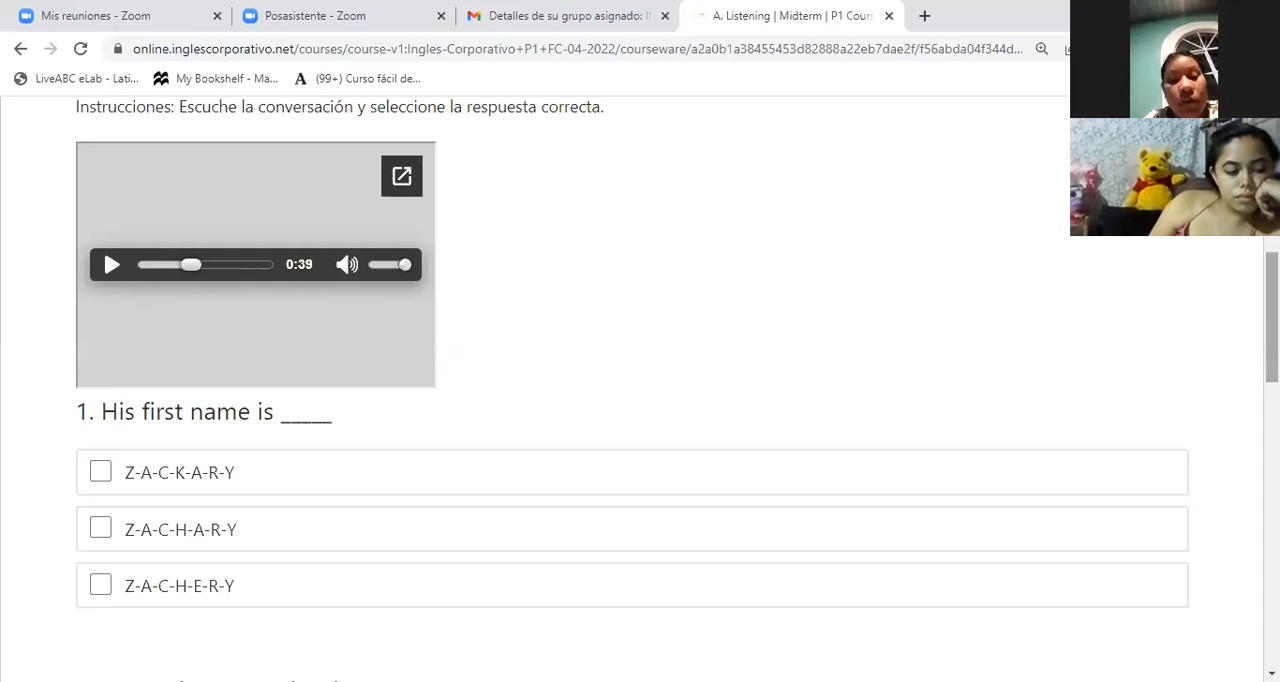 Mis reuniones - Zoom
Posasistente - Zoom
Detalles de su grupo asignado: I
A. Listening | Midterm | P1 Cours
online.inglescorporativo.net/courses/course-v1:Ingles-Corporativo+P1+FC-04-2022/courseware/a2a0b1a38455453d82888a22eb7dae2f/f56abda04f344d...
LiveABC eLab - Lati...
My Bookshelf - Ma...
A (99+) Curso fácil de...
Instrucciones: Escuche la conversación y seleccione la respuesta correcta.
0:39
1. His first name is _____
Z-A-C-K-A-R-Y
Z-A-C-H-A-R-Y
Z-A-C-H-E-R-Y